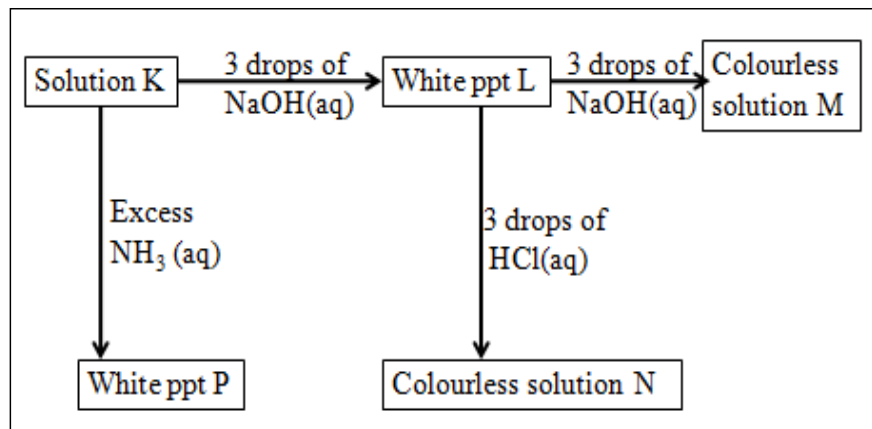 Solution K
3 drops of
NaOH(aq)
White ppt L
3 drops of
NaOH(aq)
Colourless
solution M
Excess
NH₃ (aq)
3 drops of
HCl(aq)
White ppt P
Colourless solution N